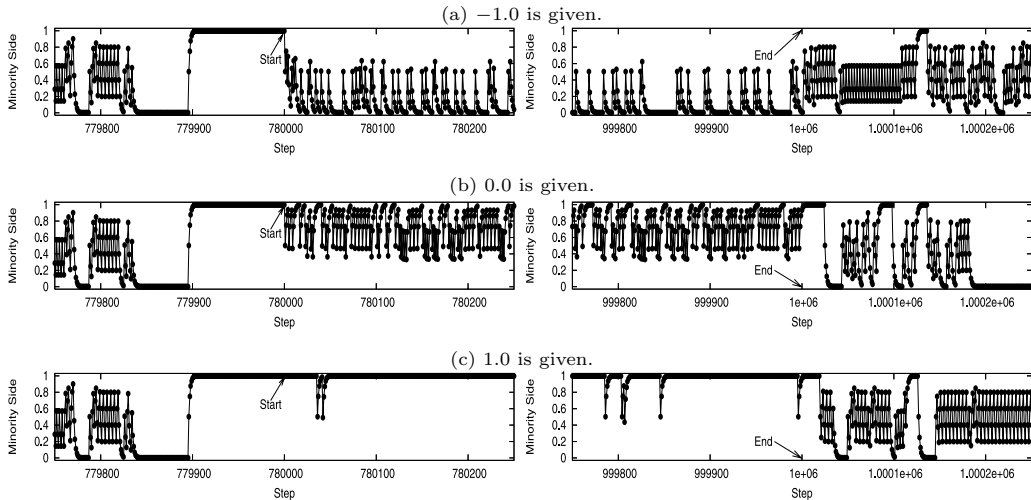 (a) −1.0 is given.
Minority Side
1
0.8
0.6
0.4
0.2
0
Start
779800
779900
780000
780100
780200
Step
Minority Side
1
0.8
0.6
0.4
0.2
0
End
999800
999900
1e+06
1.0001e+06
1.0002e+06
Step
(b) 0.0 is given.
Minority Side
1
0.8
0.6
0.4
0.2
0
Start
779800
779900
780000
780100
780200
Step
Minority Side
1
0.8
0.6
0.4
0.2
0
End
999800
999900
1e+06
1.0001e+06
1.0002e+06
Step
(c) 1.0 is given.
Minority Side
1
0.8
0.6
0.4
0.2
0
Start
779800
779900
780000
780100
780200
Step
Minority Side
1
0.8
0.6
0.4
0.2
0
End
999800
999900
1e+06
1.0001e+06
1.0002e+06
Step